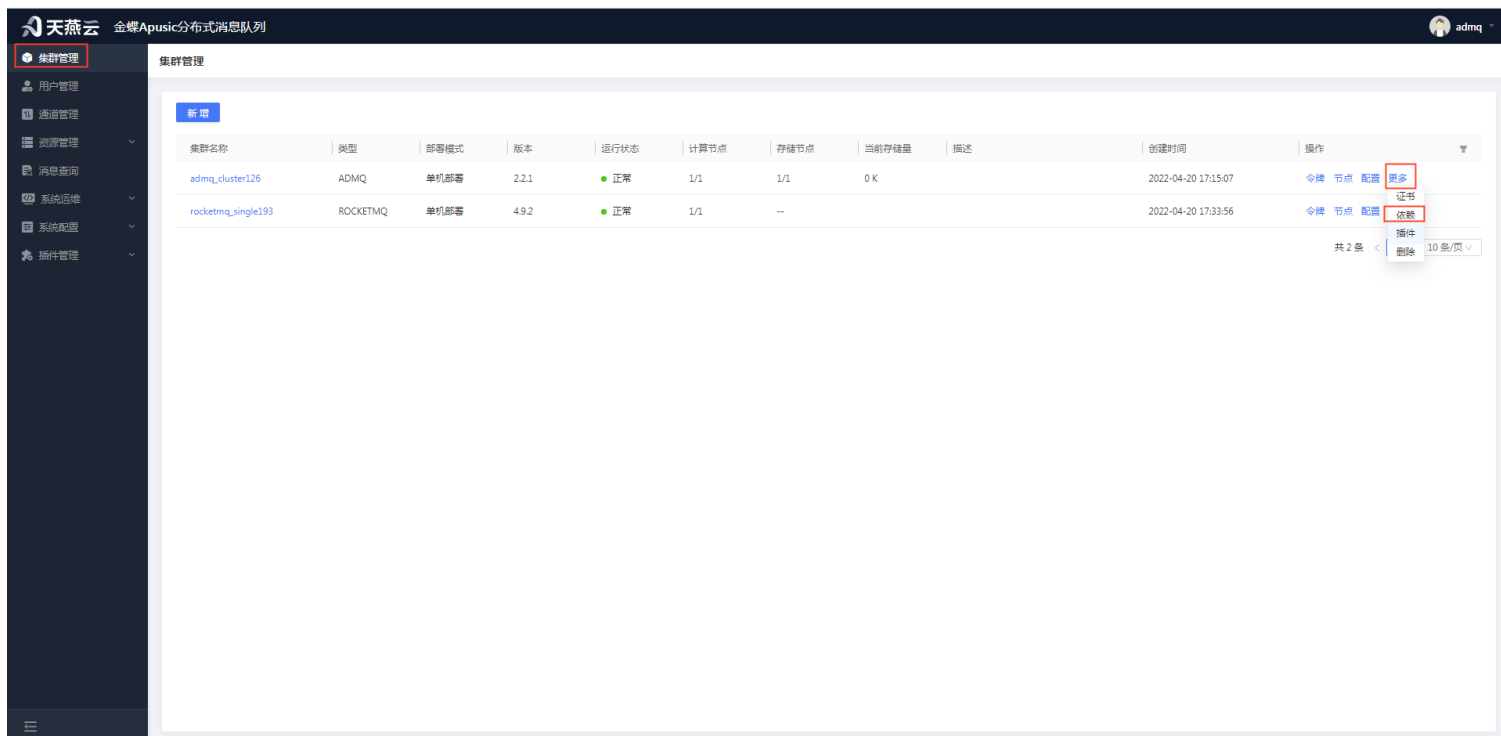 天燕云 金蝶Apusic分布式消息队列 admq
集群管理
用户管理
通道管理
资源管理
消息查询
系统运维
系统配置
插件管理
集群管理
新增
集群名称 类型 部署模式 版本 运行状态 计算节点 存储节点 当前存储量 描述 创建时间 操作
admq_cluster126 ADMQ 单机部署 2.2.1 正常 1/1 1/1 0 K 2022-04-20 17:15:07 令牌 节点 配置 更多
rocketmq_single193 ROCKETMQ 单机部署 4.9.2 正常 1/1 -- 2022-04-20 17:33:56 令牌 节点 配置
证书
依赖
插件
删除
共 2 条 < 10 条/页